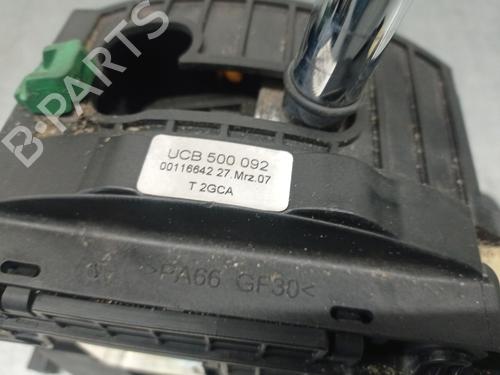 B-PARTS
UCB 500 092
00116642 27.Mrz.07
T 2GCA
>PA66 GF30<